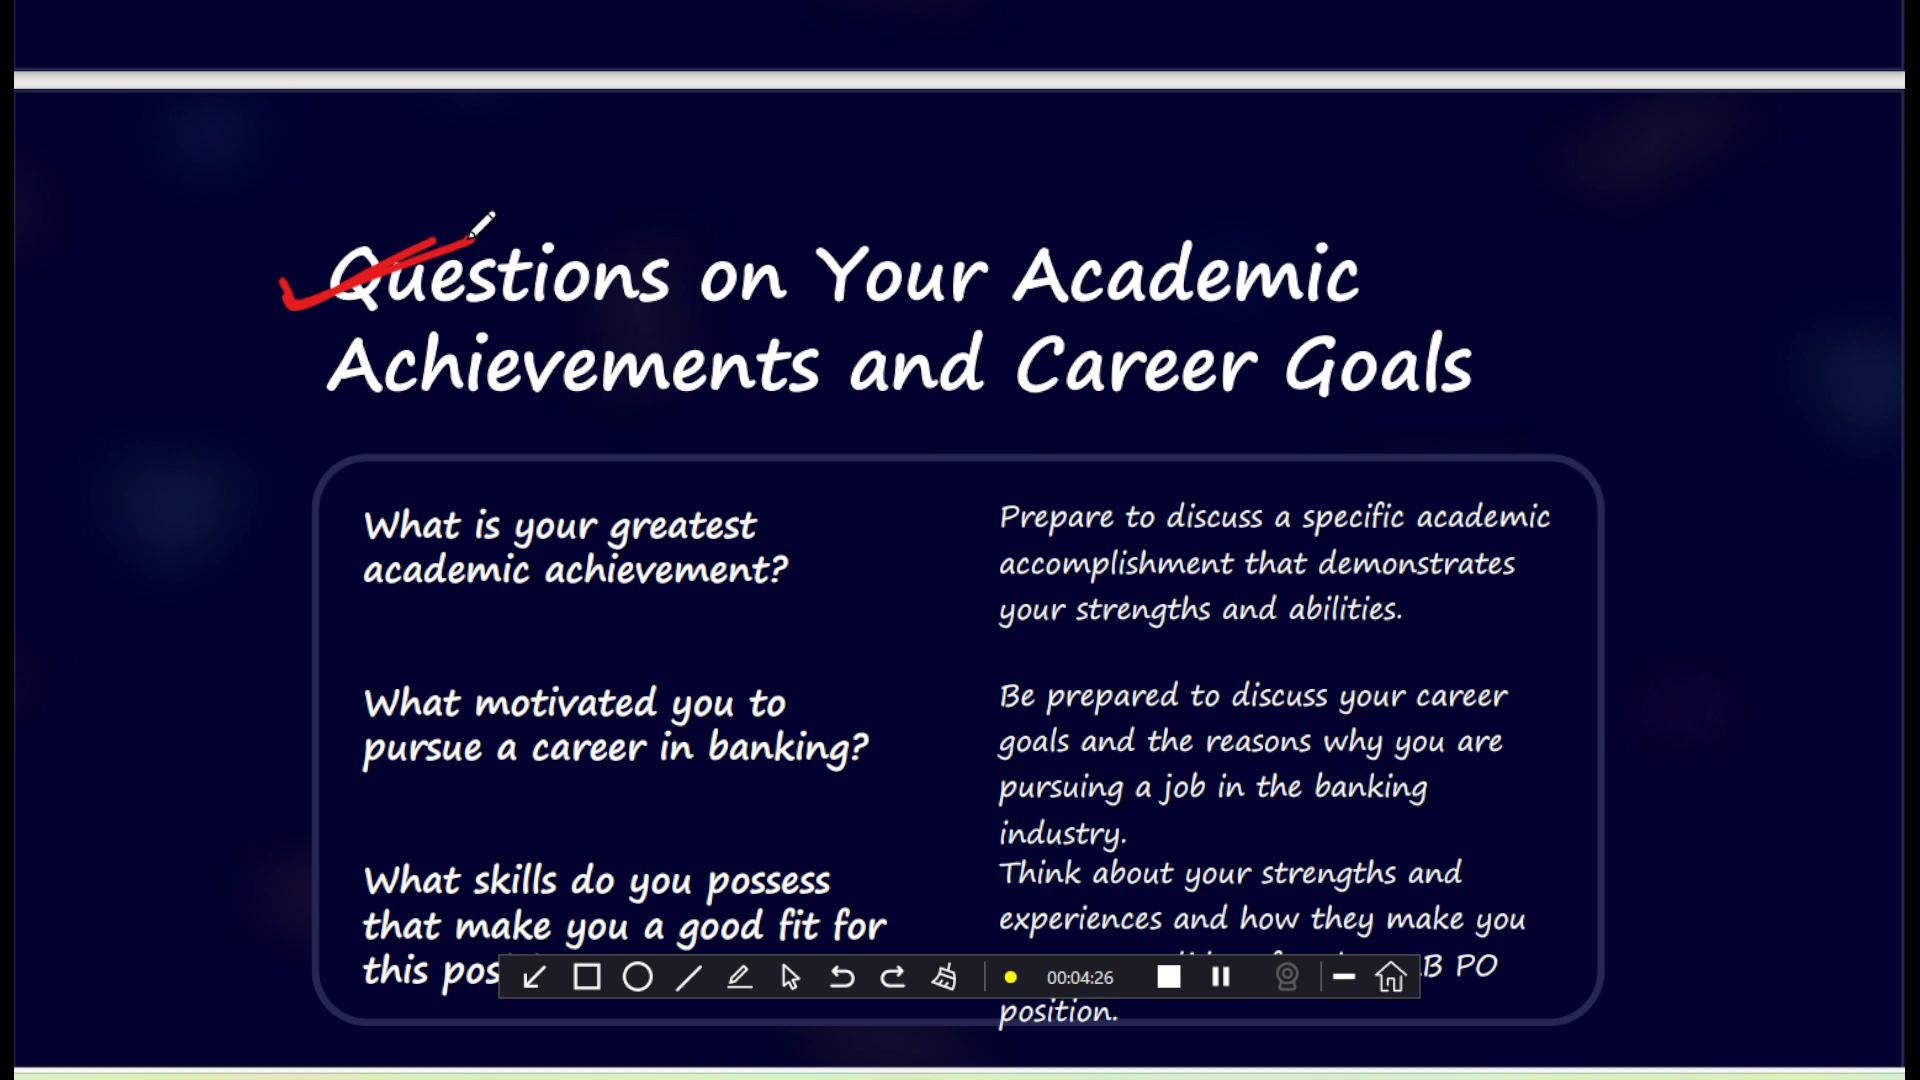 Questions on Your Academic
Achievements and Career Goals
What is your greatest
academic achievement?
Prepare to discuss a specific academic
accomplishment that demonstrates
your strengths and abilities.
What motivated you to
pursue a career in banking?
Be prepared to discuss your career
goals and the reasons why you are
pursuing a job in the banking
industry.
What skills do you possess
that make you a good fit for
this
Think about your strengths and
experiences and how they make you
PO
position.
00:04:26